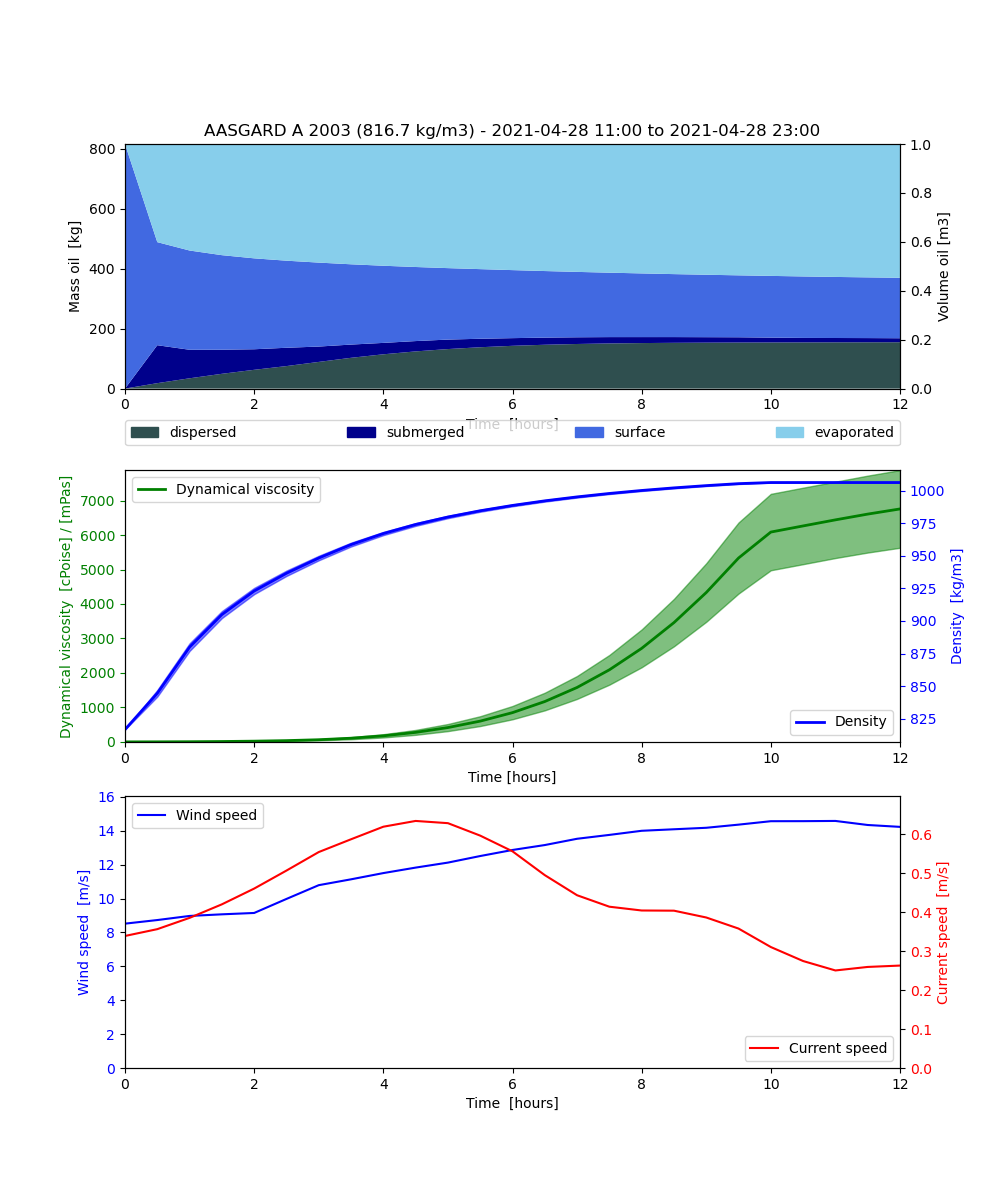 AASGARD A 2003 (816.7 kg/m3) - 2021-04-28 11:00 to 2021-04-28 23:00
Mass oil [kg]
800
600
400
200
0
1.0
0.8
0.6
0.4
0.2
0.0
Volume oil [m3]
0 2 4 6 8 10 12
Time [hours]
dispersed submerged surface evaporated
Dynamical viscosity
Dynamical viscosity [cPoise] / [mPas]
7000
6000
5000
4000
3000
2000
1000
0
1000
975
950
925
900
875
850
825
Density [kg/m3]
Density
0 2 4 6 8 10 12
Time [hours]
Wind speed
Wind speed [m/s]
16
14
12
10
8
6
4
2
0
0.6
0.5
0.4
0.3
0.2
0.1
0.0
Current speed [m/s]
Current speed
0 2 4 6 8 10 12
Time [hours]